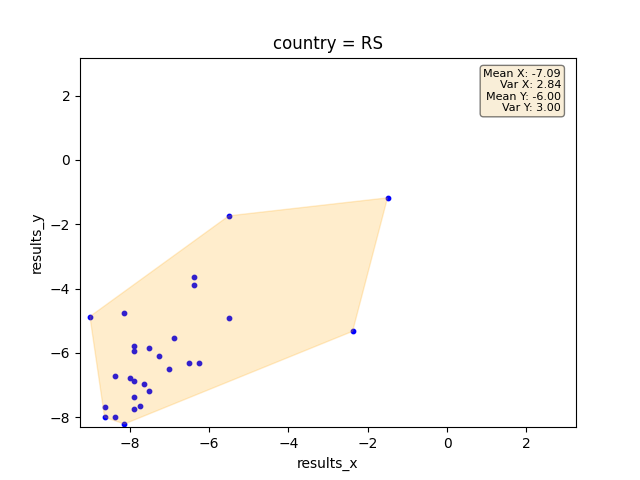 country = RS
Mean X: -7.09
Var X: 2.84
Mean Y: -6.00
Var Y: 3.00
2
0
−2
−4
−6
−8
results_y
−8 −6 −4 −2 0 2
results_x